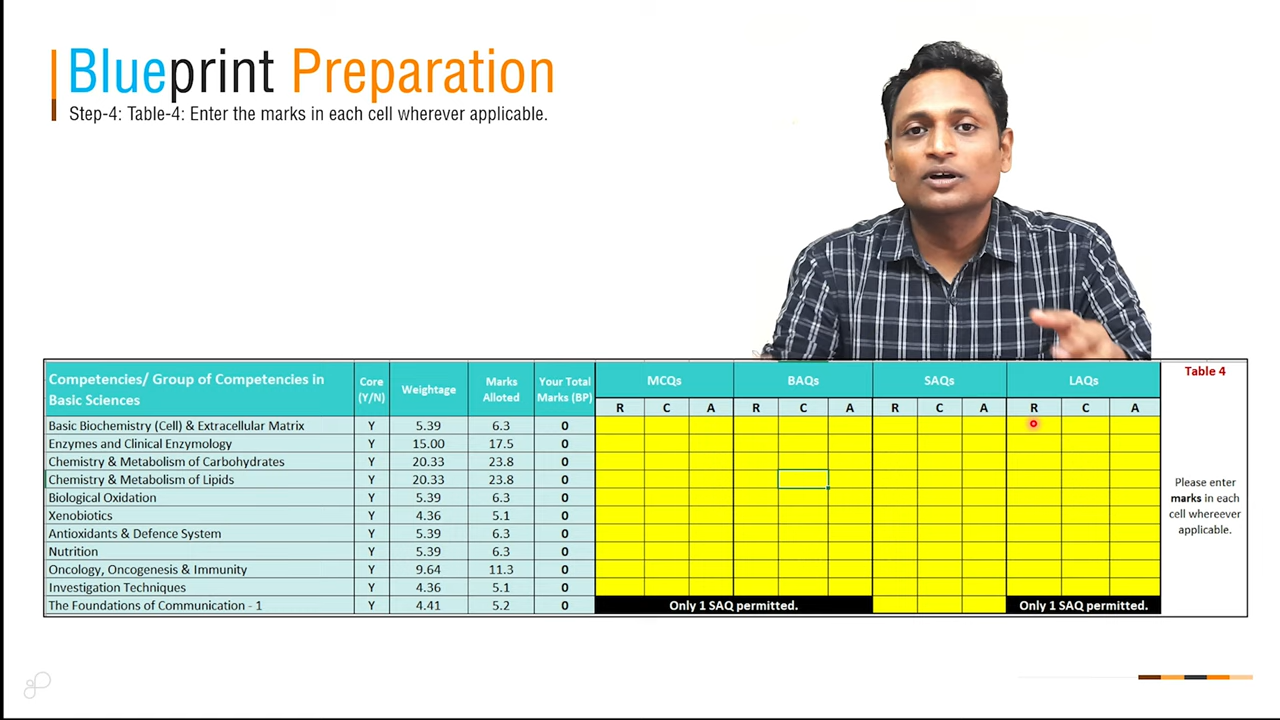 Blueprint Preparation
Step-4: Table-4: Enter the marks in each cell wherever applicable.
Competencies/ Group of Competencies in Basic Sciences Core (Y/N) Weightage Marks Alloted Your Total Marks (BP) MCQs BAQs SAQs LAQs Table 4
R C A R C A R C A R C A
Basic Biochemistry (Cell) & Extracellular Matrix Y 5.39 6.3 0
Enzymes and Clinical Enzymology Y 15.00 17.5 0
Chemistry & Metabolism of Carbohydrates Y 20.33 23.8 0
Chemistry & Metabolism of Lipids Y 20.33 23.8 0
Biological Oxidation Y 5.39 6.3 0
Xenobiotics Y 4.36 5.1 0
Antioxidants & Defence System Y 5.39 6.3 0
Nutrition Y 5.39 6.3 0
Oncology, Oncogenesis & Immunity Y 9.64 11.3 0
Investigation Techniques Y 4.36 5.1 0
The Foundations of Communication - 1 Y 4.41 5.2 0 Only 1 SAQ permitted. Only 1 SAQ permitted.
Please enter
marks in each
cell whereever
applicable.